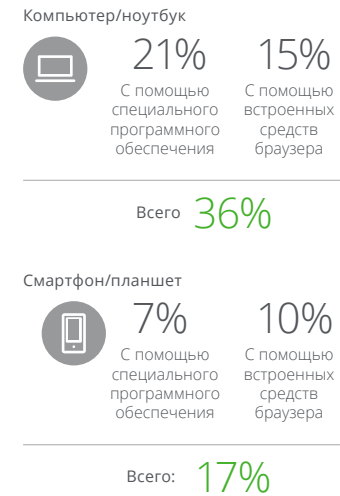 Компьютер/ноутбук
21% 15%
С помощью С помощью
специального встроенных
программного средств
обеспечения браузера
Всего 36%
Смартфон/планшет
7% 10%
С помощью С помощью
специального встроенных
программного средств
обеспечения браузера
Всего: 17%